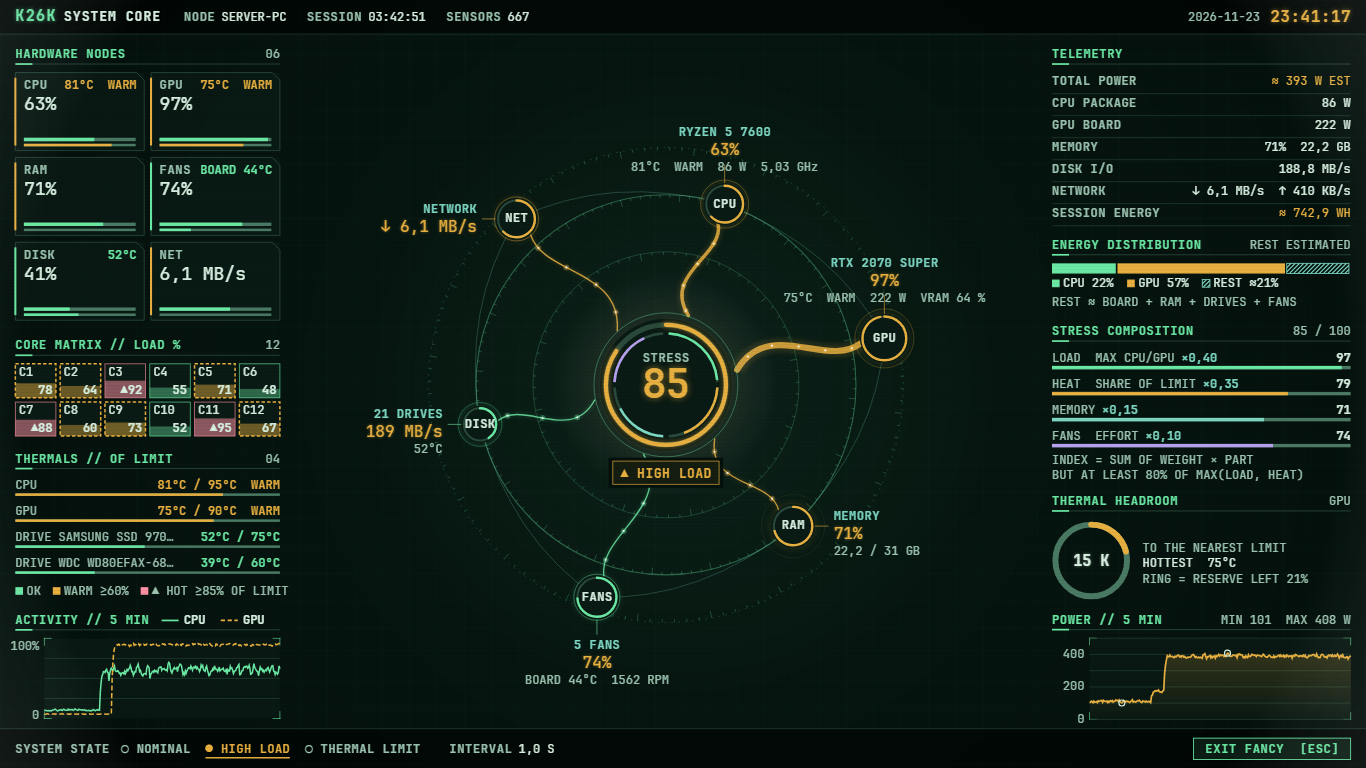 K26K SYSTEM CORE NODE SERVER-PC SESSION 03:42:51 SENSORS 667 2026-11-23 23:41:17
HARDWARE NODES 06
CPU 81°C WARM
63%
GPU 75°C WARM
97%
RAM
71%
FANS BOARD 44°C
74%
DISK 52°C
41%
NET
6,1 MB/s
CORE MATRIX // LOAD % 12
C1 78
C2 64
C3 ▲92
C4 55
C5 71
C6 48
C7 ▲88
C8 60
C9 73
C10 52
C11 ▲95
C12 67
THERMALS // OF LIMIT 04
CPU 81°C / 95°C WARM
GPU 75°C / 90°C WARM
DRIVE SAMSUNG SSD 970… 52°C / 75°C
DRIVE WDC WD80EFAX-68… 39°C / 60°C
OK WARM ≥60% ▲ HOT ≥85% OF LIMIT
ACTIVITY // 5 MIN CPU GPU
100%
0
RYZEN 5 7600
63%
81°C WARM 86 W 5,03 GHz
CPU
NETWORK
↓ 6,1 MB/s
NET
RTX 2070 SUPER
97%
75°C WARM 222 W VRAM 64 %
GPU
STRESS
85
▲ HIGH LOAD
21 DRIVES
189 MB/s
52°C
DISK
RAM
MEMORY
71%
22,2 / 31 GB
FANS
5 FANS
74%
BOARD 44°C 1562 RPM
TELEMETRY
TOTAL POWER ≈ 393 W EST
CPU PACKAGE 86 W
GPU BOARD 222 W
MEMORY 71% 22,2 GB
DISK I/O 188,8 MB/s
NETWORK ↓ 6,1 MB/s ↑ 410 KB/s
SESSION ENERGY ≈ 742,9 WH
ENERGY DISTRIBUTION REST ESTIMATED
CPU 22% GPU 57% REST ≈21%
REST ≈ BOARD + RAM + DRIVES + FANS
STRESS COMPOSITION 85 / 100
LOAD MAX CPU/GPU ×0,40 97
HEAT SHARE OF LIMIT ×0,35 79
MEMORY ×0,15 71
FANS EFFORT ×0,10 74
INDEX = SUM OF WEIGHT × PART
BUT AT LEAST 80% OF MAX(LOAD, HEAT)
THERMAL HEADROOM GPU
15 K
TO THE NEAREST LIMIT
HOTTEST 75°C
RING = RESERVE LEFT 21%
POWER // 5 MIN MIN 101 MAX 408 W
400
200
0
SYSTEM STATE NOMINAL HIGH LOAD THERMAL LIMIT INTERVAL 1,0 S EXIT FANCY [ESC]